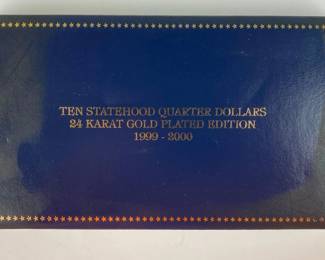 TEN STATEHOOD QUARTER DOLLARS
24 KARAT GOLD PLATED EDITION
1999 - 2000